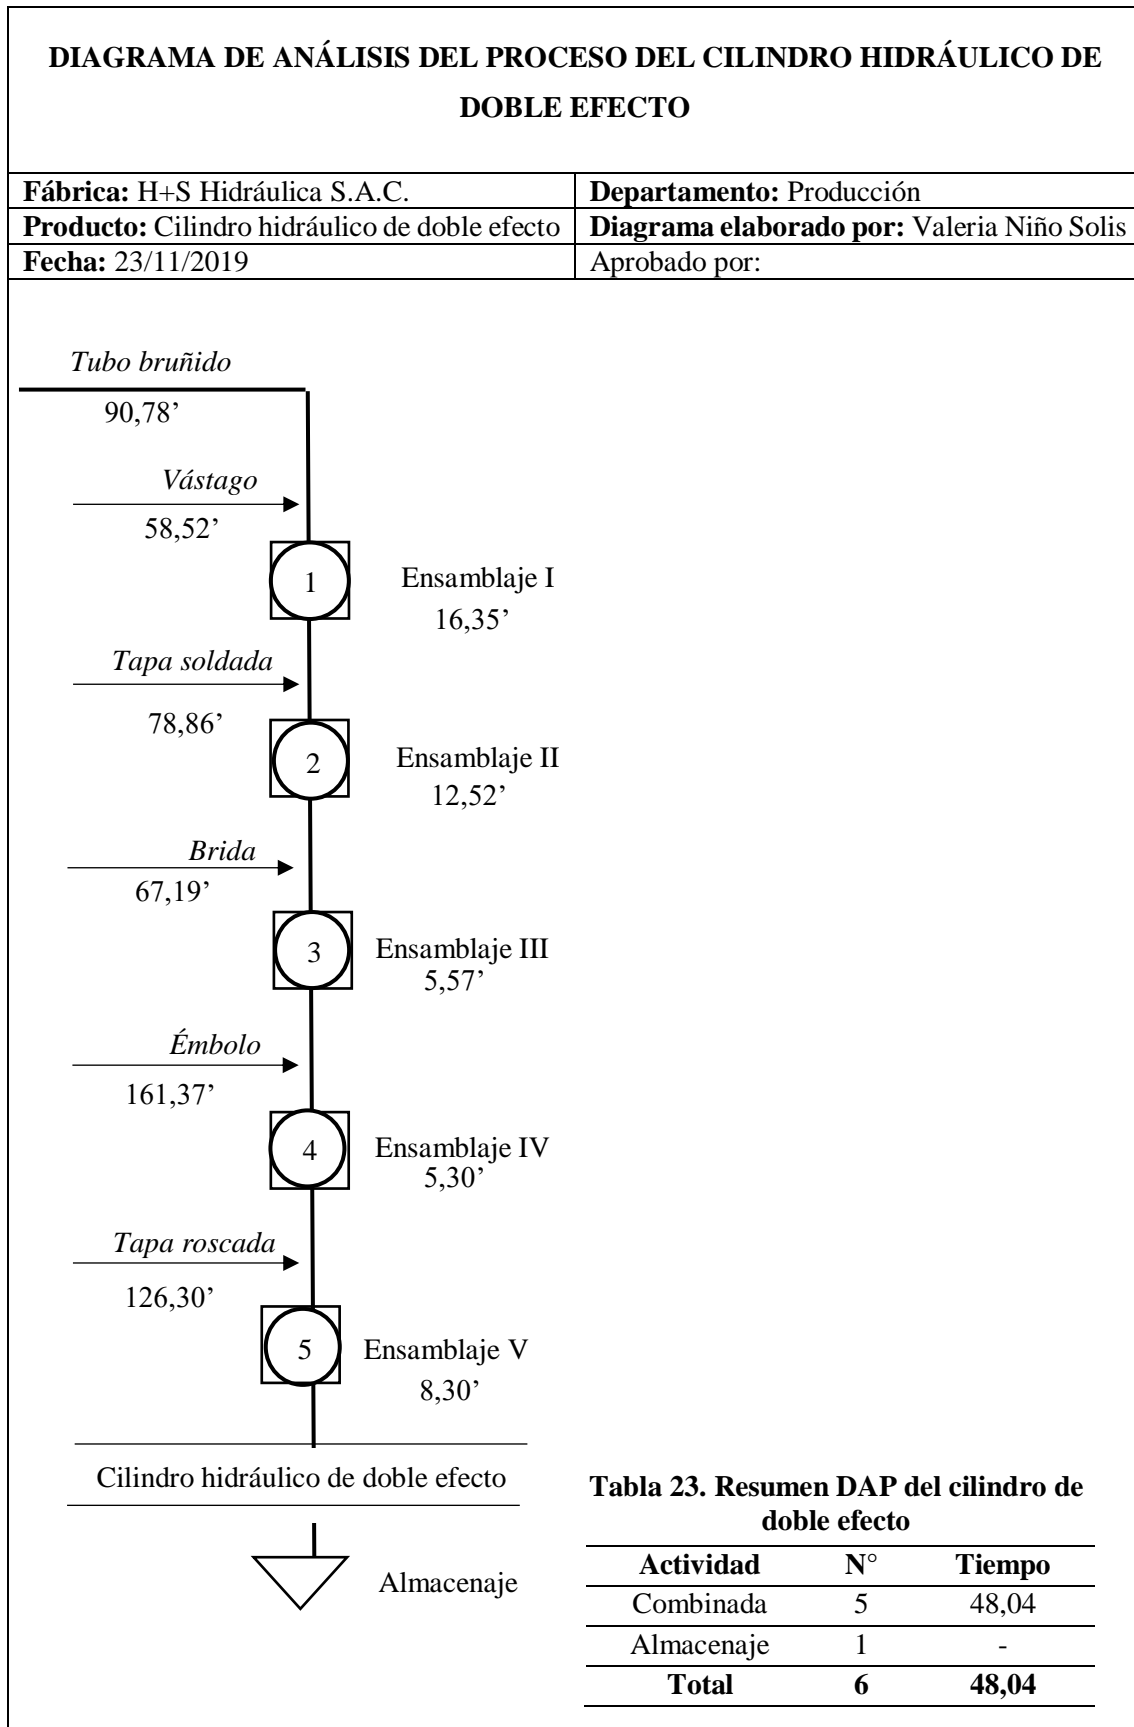 DIAGRAMA DE ANÁLISIS DEL PROCESO DEL CILINDRO HIDRÁULICO DE
DOBLE EFECTO
Fábrica: H+S Hidráulica S.A.C.
Departamento: Producción
Producto: Cilindro hidráulico de doble efecto
Diagrama elaborado por: Valeria Niño Solis
Fecha: 23/11/2019
Aprobado por:
Tubo bruñido
90,78’
Vástago
58,52’
1
Ensamblaje I
16,35’
Tapa soldada
78,86’
2
Ensamblaje II
12,52’
Brida
67,19’
3
Ensamblaje III
5,57’
Émbolo
161,37’
4
Ensamblaje IV
5,30’
Tapa roscada
126,30’
5
Ensamblaje V
8,30’
Cilindro hidráulico de doble efecto
Almacenaje
Tabla 23. Resumen DAP del cilindro de
doble efecto
Actividad N° Tiempo
Combinada 5 48,04
Almacenaje 1 -
Total 6 48,04